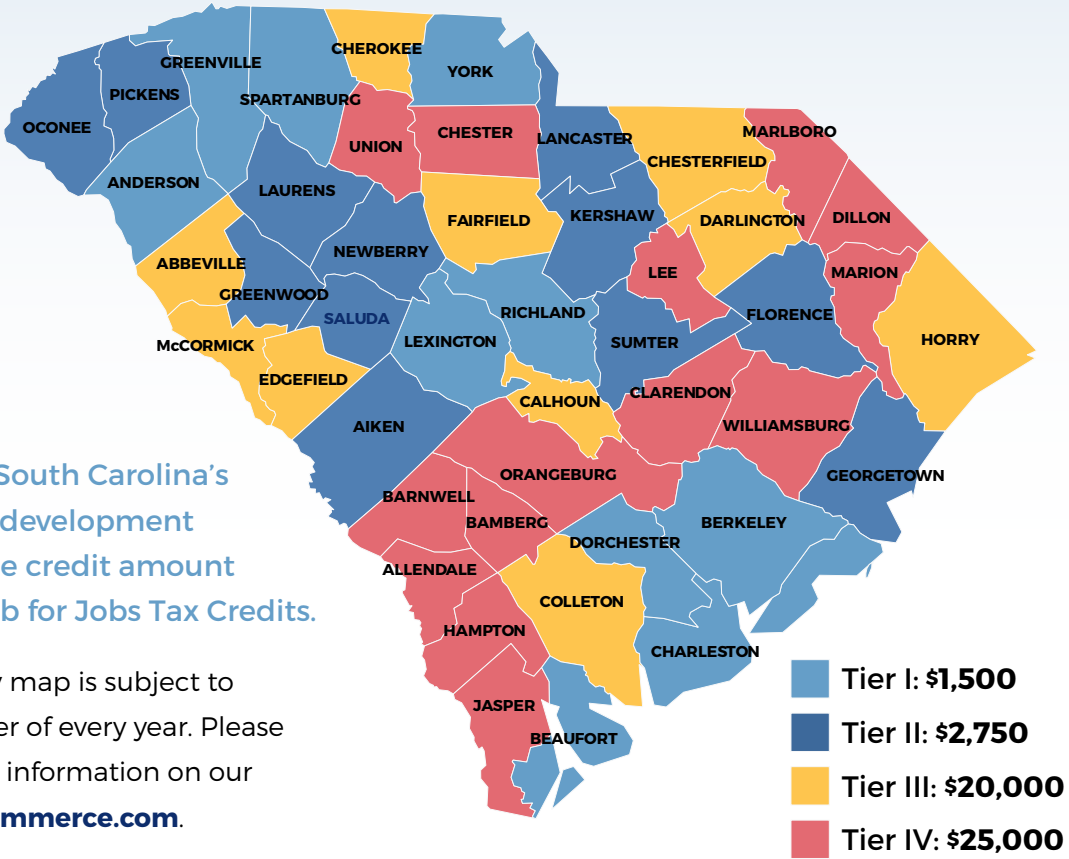 CHEROKEE
GREENVILLE
YORK
PICKENS
SPARTANBURG
OCONEE
CHESTER
LANCASTER
MARLBORO
UNION
CHESTERFIELD
ANDERSON
LAURENS
KERSHAW
FAIRFIELD
DARLINGTON
DILLON
NEWBERRY
ABBEVILLE
LEE
MARION
GREENWOOD
SALUDA
RICHLAND
FLORENCE
LEXINGTON
SUMTER
HORRY
McCORMICK
EDGEFIELD
CALHOUN
CLARENDON
AIKEN
WILLIAMSBURG
ORANGEBURG
GEORGETOWN
BARNWELL
BAMBERG
BERKELEY
DORCHESTER
ALLENDALE
COLLETON
HAMPTON
CHARLESTON
JASPER
BEAUFORT
South Carolina's
development
e credit amount
b for Jobs Tax Credits.
y map is subject to
er of every year. Please
information on our
mmerce.com.
Tier I: $1,500
Tier II: $2,750
Tier III: $20,000
Tier IV: $25,000